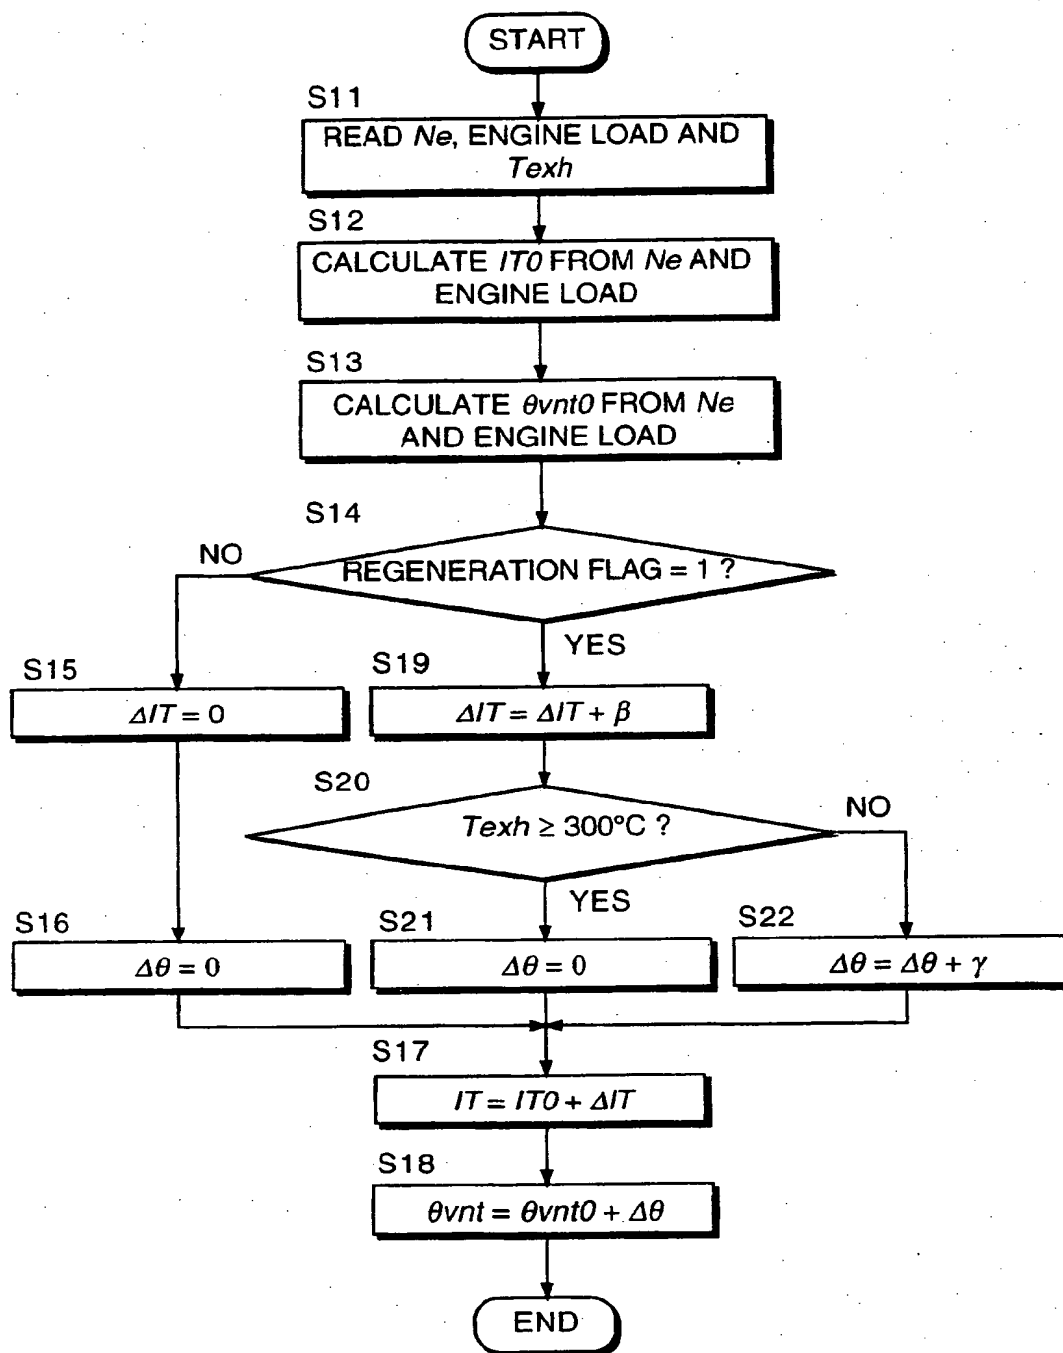 START
S11
READ Ne, ENGINE LOAD AND
Texh
S12
CALCULATE IT0 FROM Ne AND
ENGINE LOAD
S13
CALCULATE θvnt0 FROM Ne
AND ENGINE LOAD
S14
NO
REGENERATION FLAG = 1 ?
YES
S15
ΔIT = 0
S19
ΔIT = ΔIT + β
S20
NO
Texh ≥ 300°C ?
YES
S16
Δθ = 0
S21
Δθ = 0
S22
Δθ = Δθ + γ
S17
IT = IT0 + ΔIT
S18
θvnt = θvnt0 + Δθ
END